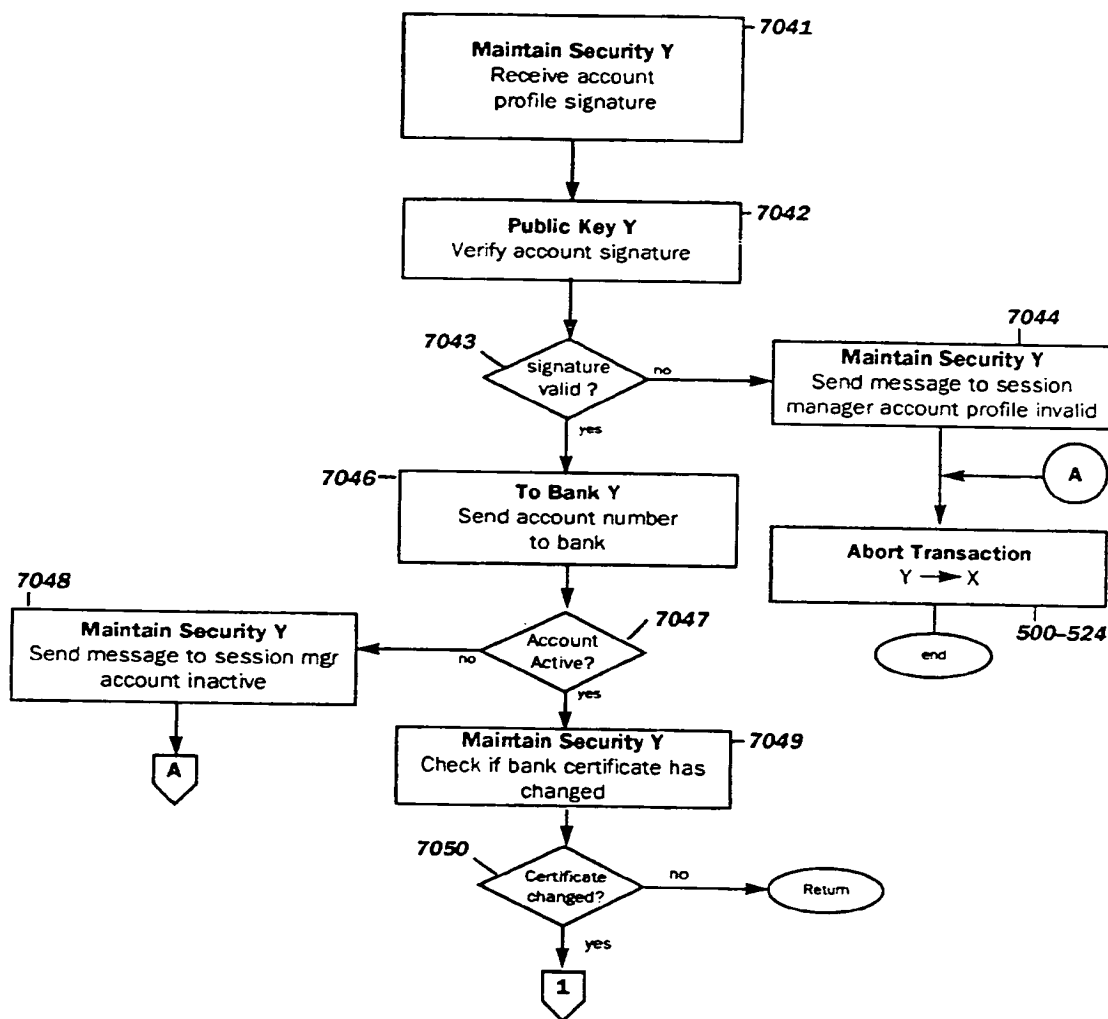 7041
Maintain Security Y
Receive account
profile signature
7042
Public Key Y
Verify account signature
7043
signature
valid ?
no
yes
7044
Maintain Security Y
Send message to session
manager account profile invalid
A
7046
To Bank Y
Send account number
to bank
Abort Transaction
Y → X
500-524
end
7048
Maintain Security Y
Send message to session mgr
account inactive
A
7047
Account
Active?
no
yes
7049
Maintain Security Y
Check if bank certificate has
changed
7050
Certificate
changed?
no
Return
yes
1